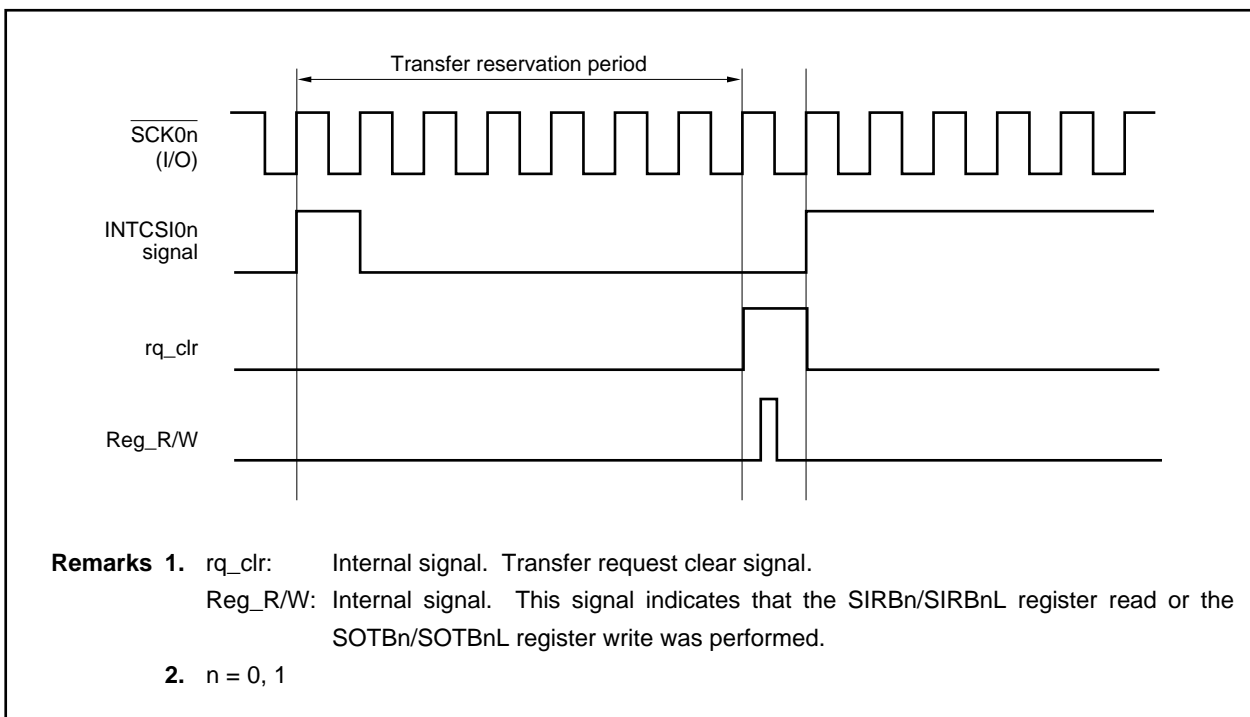 Transfer reservation period
SCK0n
(I/O)
INTCSI0n
signal
rq_clr
Reg_R/W
Remarks 1. rq_clr: Internal signal. Transfer request clear signal.
Reg_R/W: Internal signal. This signal indicates that the SIRBn/SIRBnL register read or the
SOTBn/SOTBnL register write was performed.
2. n = 0, 1